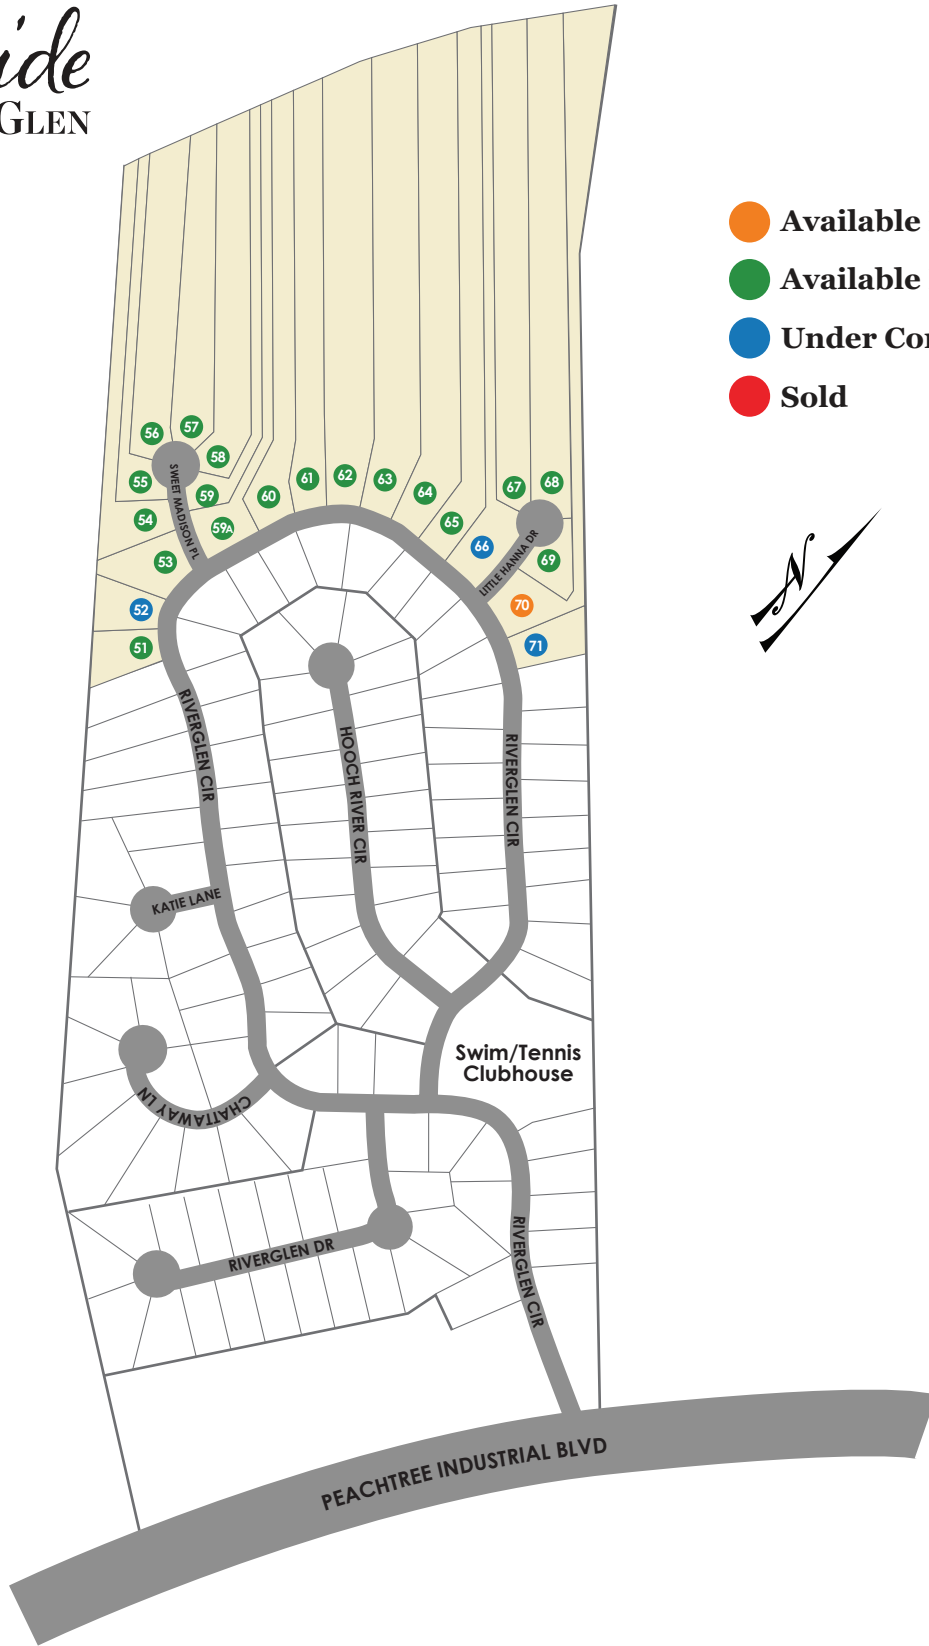 ide
GLEN
Available
Available
Under Con
Sold
56
57
58
55
59
54
59A
53
52
51
60
61
62
63
64
65
66
67
68
69
70
71
SWEET MADISON PL
LITTLE HANNA DR
RIVERGLEN CIR
HOOCH RIVER CIR
RIVERGLEN CIR
KATIE LANE
N
Swim/Tennis
Clubhouse
CHATTAWAY LN
RIVERGLEN DR
RIVERGLEN CIR
PEACHTREE INDUSTRIAL BLVD